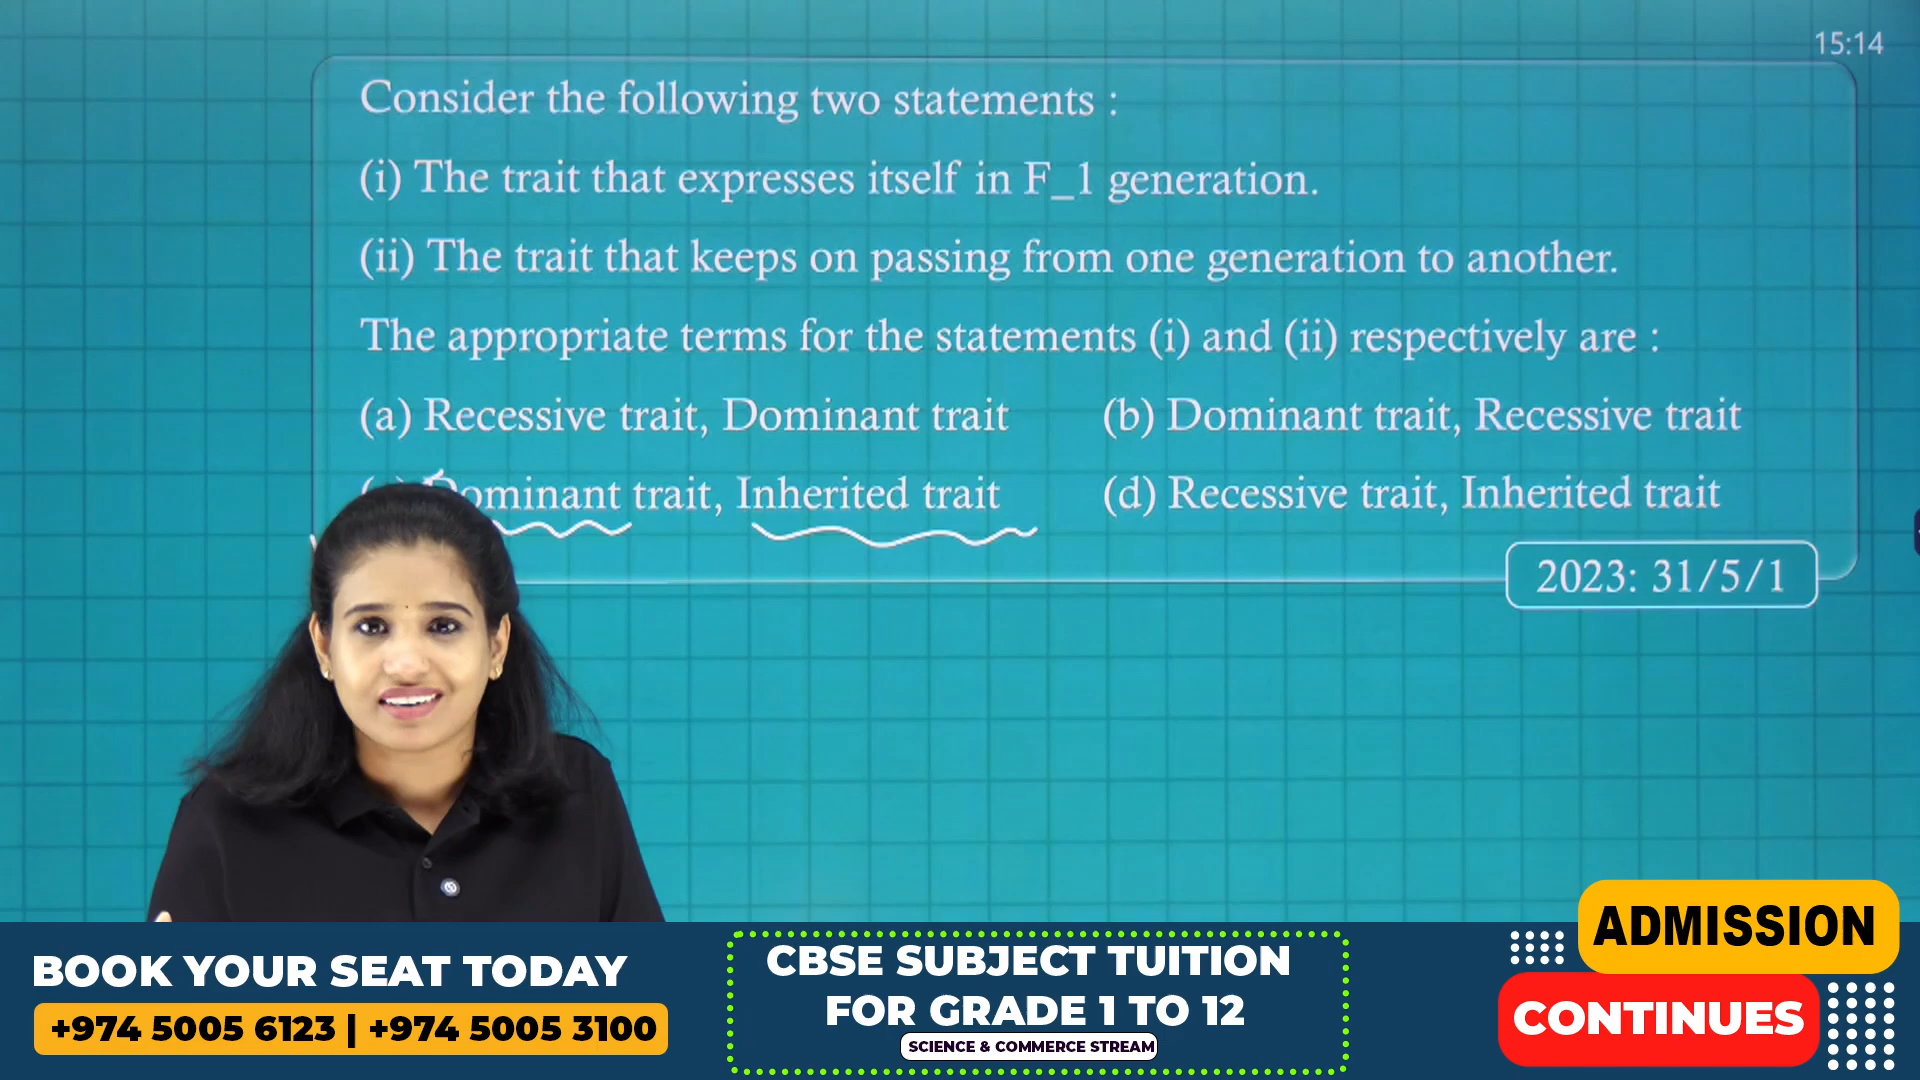 15:14
Consider the following two statements :
(i) The trait that expresses itself in F_1 generation.
(ii) The trait that keeps on passing from one generation to another.
The appropriate terms for the statements (i) and (ii) respectively are :
(a) Recessive trait, Dominant trait (b) Dominant trait, Recessive trait
Dominant trait, Inherited trait (d) Recessive trait, Inherited trait
2023: 31/5/1
BOOK YOUR SEAT TODAY
+974 5005 6123 | +974 5005 3100
CBSE SUBJECT TUITION
FOR GRADE 1 TO 12
SCIENCE & COMMERCE STREAM
ADMISSION
CONTINUES